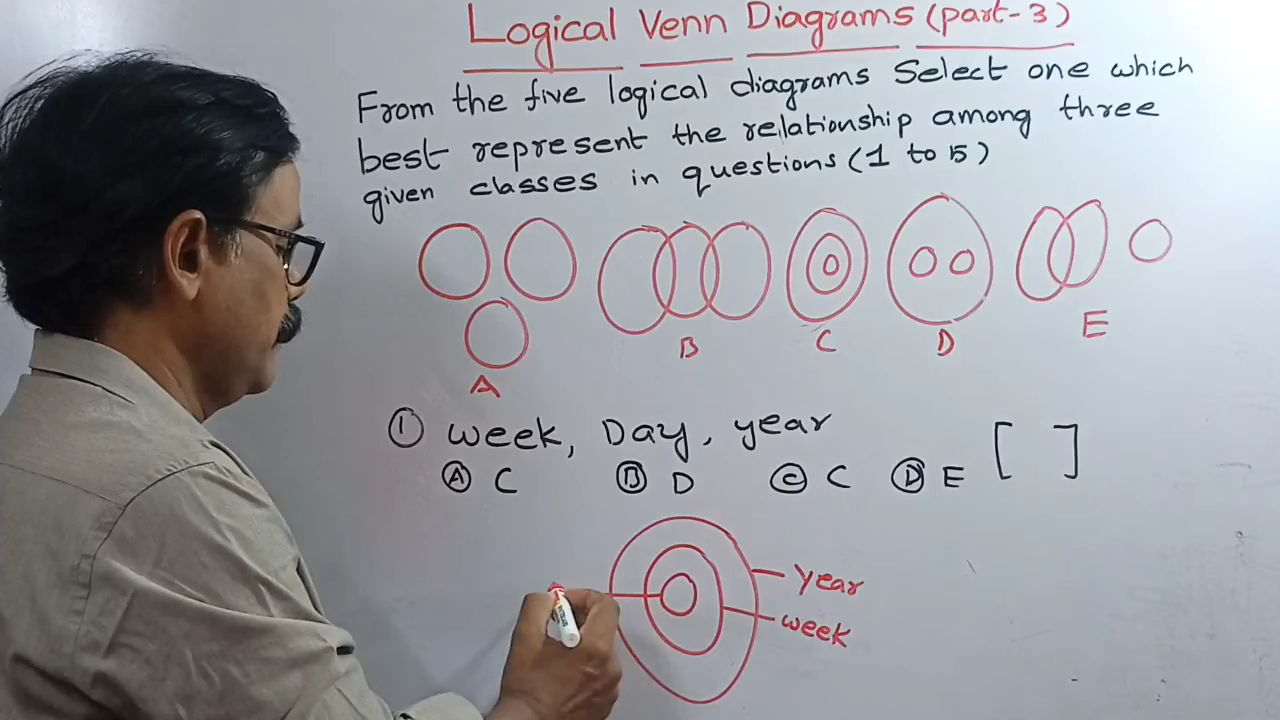 Logical Venn Diagrams (part-3)
From the five logical diagrams Select one which
best represent the relationship among three
given classes in questions (1 to 5)
A
B
C
D
E
① week, Day, year [ ]
Ⓐ C Ⓑ D Ⓒ C Ⓓ E
year
week